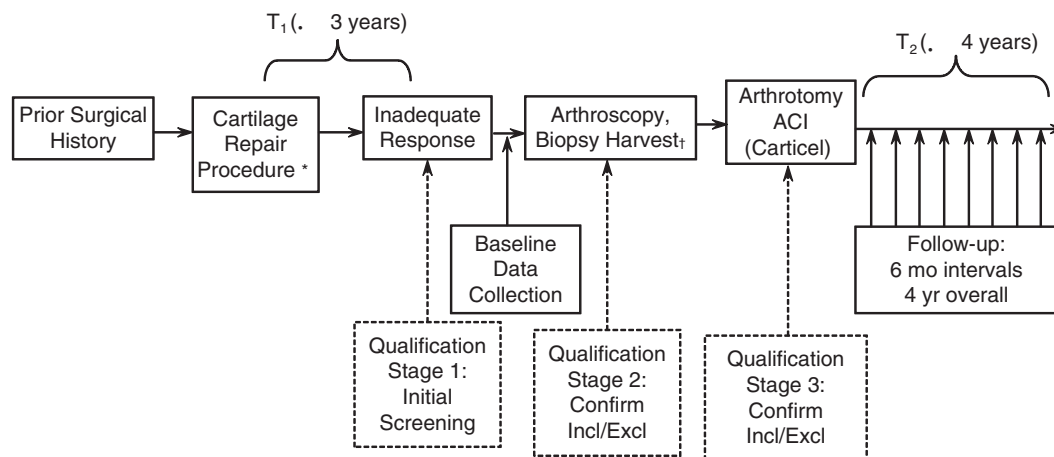 T1 (. 3 years)
T2 (. 4 years)
Prior Surgical
History
Cartilage
Repair
Procedure *
Inadequate
Response
Arthroscopy,
Biopsy Harvest†
Arthrotomy
ACI
(Carticel)
Baseline
Data
Collection
Follow-up:
6 mo intervals
4 yr overall
Qualification
Stage 1:
Initial
Screening
Qualification
Stage 2:
Confirm
Incl/Excl
Qualification
Stage 3:
Confirm
Incl/Excl